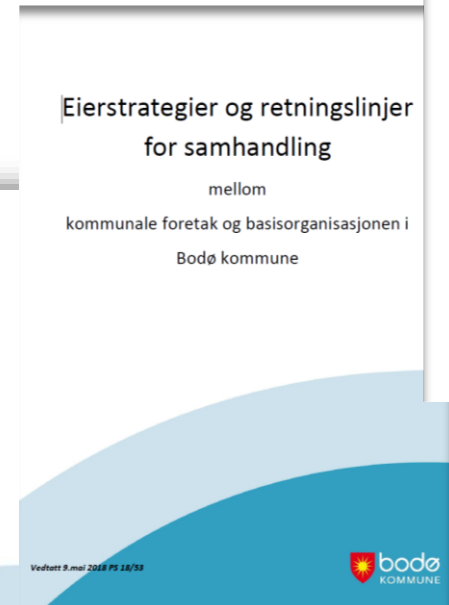 Eierstrategier og retningslinjer
for samhandling
mellom
kommunale foretak og basisorganisasjonen i
Bodø kommune
Vedtatt 9.mai 2018 PS 18/53
bodø
KOMMUNE